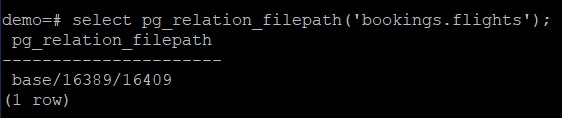 demo=# select pg_relation_filepath('bookings.flights');
 pg_relation_filepath
----------------------
 base/16389/16409
(1 row)